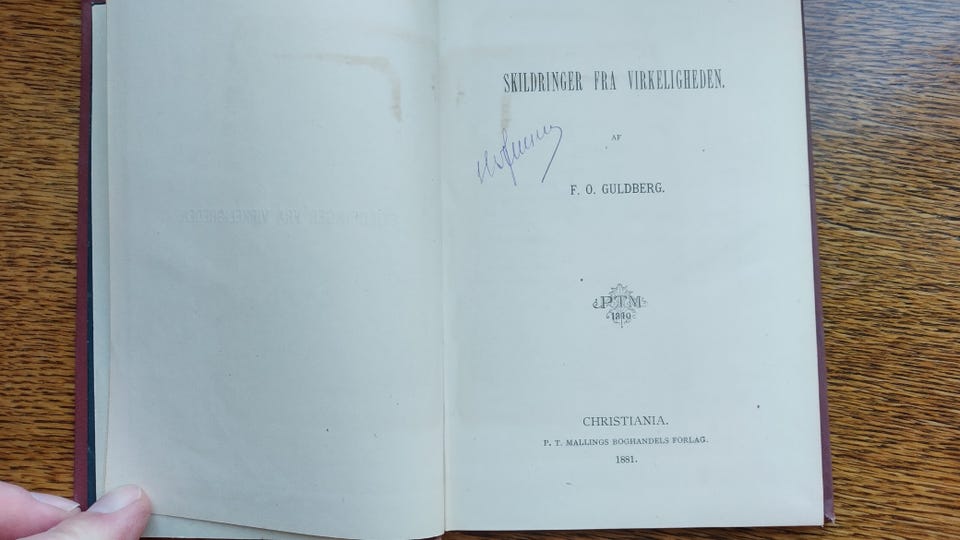 SKILDRINGER FRA VIRKELIGHEDEN.
AF
F. O. GULDBERG.
PTM
CHRISTIANIA.
P. T. MALLINGS BOGHANDELS FORLAG.
1881.